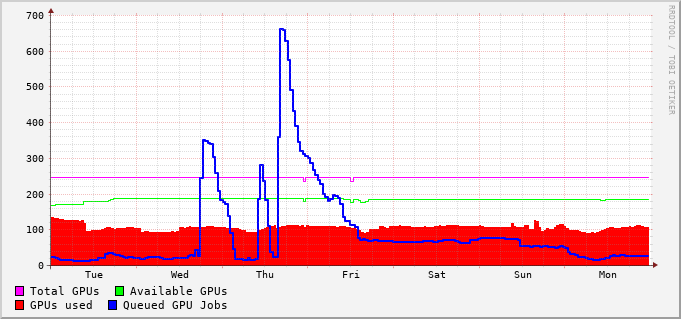 700
600
500
400
300
200
100
0
Tue Wed Thu Fri Sat Sun Mon
Total GPUs Available GPUs
GPUs used Queued GPU Jobs
RRDTOOL / TOBI OETIKER